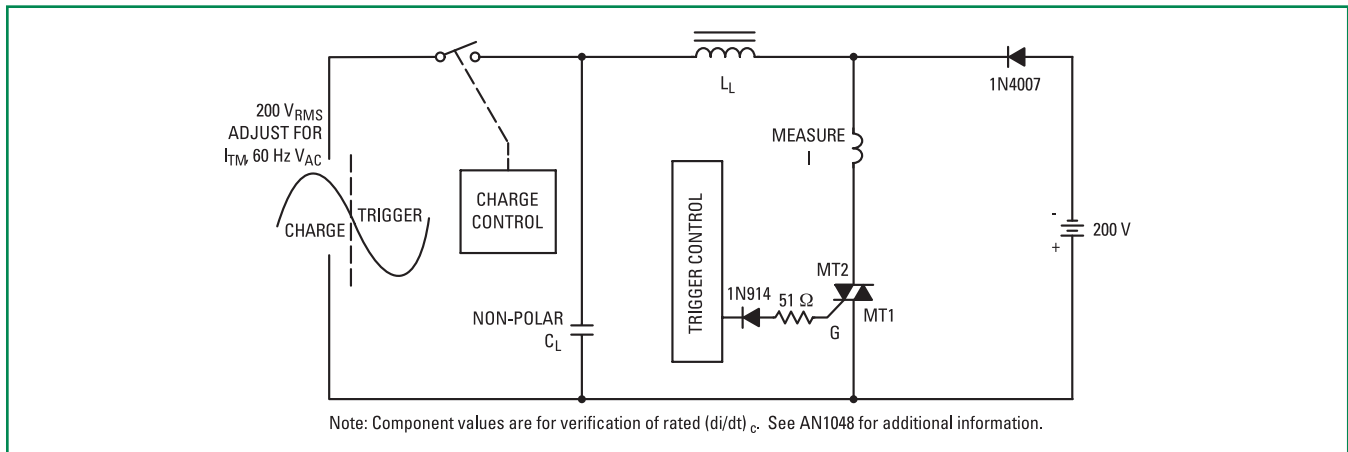 200 VRMS
ADJUST FOR
ITM, 60 Hz VAC
CHARGE
TRIGGER
CHARGE
CONTROL
NON-POLAR
CL
LL
TRIGGER CONTROL
1N914
51 Ω
G
MEASURE
I
MT2
MT1
1N4007
-
+
200 V
Note: Component values are for verification of rated (di/dt) c. See AN1048 for additional information.